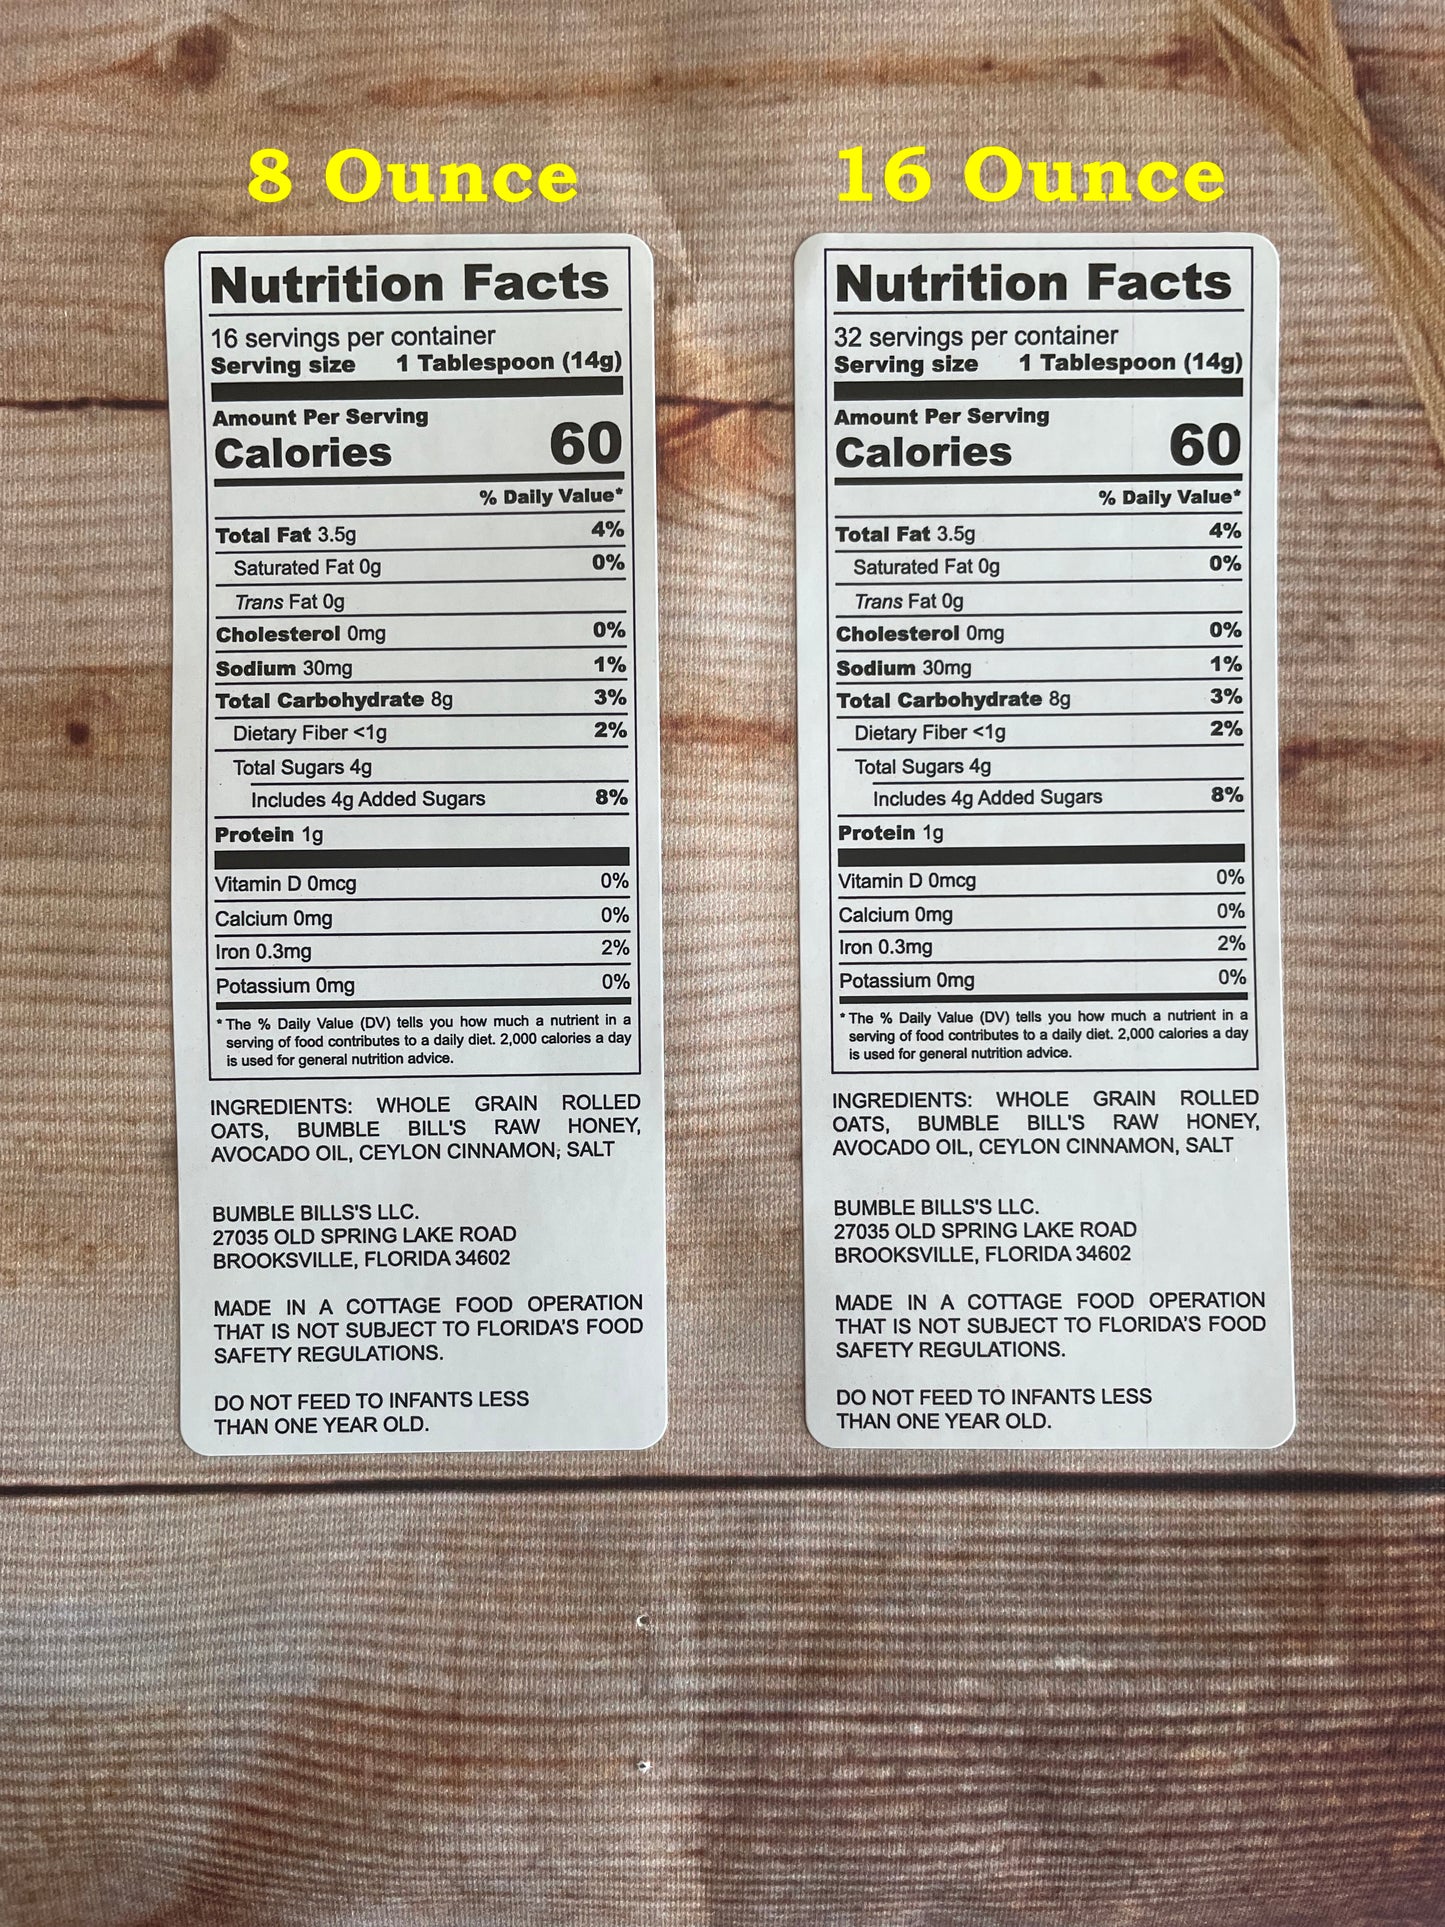 8 Ounce
Nutrition Facts
16 servings per container
Serving size 1 Tablespoon (14g)
Amount Per Serving
Calories 60
% Daily Value*
Total Fat 3.5g 4%
Saturated Fat 0g 0%
Trans Fat 0g
Cholesterol 0mg 0%
Sodium 30mg 1%
Total Carbohydrate 8g 3%
Dietary Fiber <1g 2%
Total Sugars 4g
Includes 4g Added Sugars 8%
Protein 1g
Vitamin D 0mcg 0%
Calcium 0mg 0%
Iron 0.3mg 2%
Potassium 0mg 0%
* The % Daily Value (DV) tells you how much a nutrient in a
serving of food contributes to a daily diet. 2,000 calories a day
is used for general nutrition advice.
INGREDIENTS: WHOLE GRAIN ROLLED
OATS, BUMBLE BILL'S RAW HONEY,
AVOCADO OIL, CEYLON CINNAMON, SALT
BUMBLE BILLS'S LLC.
27035 OLD SPRING LAKE ROAD
BROOKSVILLE, FLORIDA 34602
MADE IN A COTTAGE FOOD OPERATION
THAT IS NOT SUBJECT TO FLORIDA'S FOOD
SAFETY REGULATIONS.
DO NOT FEED TO INFANTS LESS
THAN ONE YEAR OLD.
16 Ounce
Nutrition Facts
32 servings per container
Serving size 1 Tablespoon (14g)
Amount Per Serving
Calories 60
% Daily Value*
Total Fat 3.5g 4%
Saturated Fat 0g 0%
Trans Fat 0g
Cholesterol 0mg 0%
Sodium 30mg 1%
Total Carbohydrate 8g 3%
Dietary Fiber <1g 2%
Total Sugars 4g
Includes 4g Added Sugars 8%
Protein 1g
Vitamin D 0mcg 0%
Calcium 0mg 0%
Iron 0.3mg 2%
Potassium 0mg 0%
* The % Daily Value (DV) tells you how much a nutrient in a
serving of food contributes to a daily diet. 2,000 calories a day
is used for general nutrition advice.
INGREDIENTS: WHOLE GRAIN ROLLED
OATS, BUMBLE BILL'S RAW HONEY,
AVOCADO OIL, CEYLON CINNAMON, SALT
BUMBLE BILLS'S LLC.
27035 OLD SPRING LAKE ROAD
BROOKSVILLE, FLORIDA 34602
MADE IN A COTTAGE FOOD OPERATION
THAT IS NOT SUBJECT TO FLORIDA'S FOOD
SAFETY REGULATIONS.
DO NOT FEED TO INFANTS LESS
THAN ONE YEAR OLD.